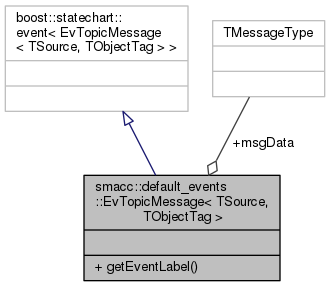 boost::statechart::
event< EvTopicMessage
< TSource, TObjectTag > >
TMessageType
+msgData
smacc::default_events
::EvTopicMessage< TSource,
TObjectTag >
+ getEventLabel()